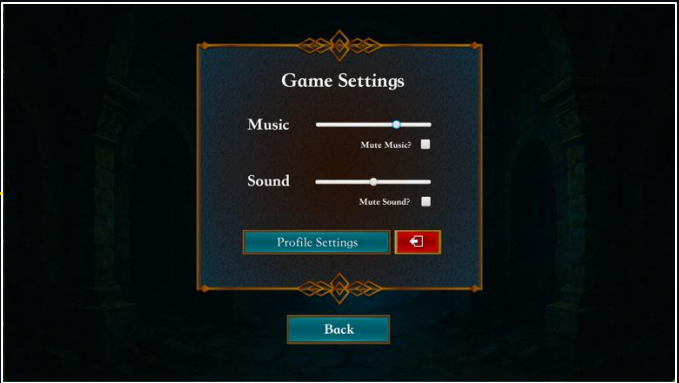 Game Settings
Music
Mute Music?
Sound
Mute Sound?
Profile Settings
Back